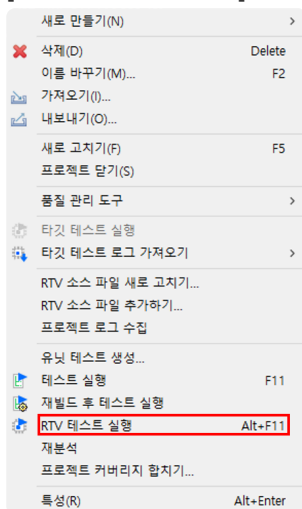 새로 만들기(N)
삭제(D) Delete
이름 바꾸기(M)... F2
가져오기(I)...
내보내기(O)...
새로 고치기(F) F5
프로젝트 닫기(S)
품질 관리 도구
타깃 테스트 실행
타깃 테스트 로그 가져오기
RTV 소스 파일 새로 고치기...
RTV 소스 파일 추가하기...
프로젝트 로그 수집
유닛 테스트 생성...
테스트 실행 F11
재빌드 후 테스트 실행
RTV 테스트 실행 Alt+F11
재분석
프로젝트 커버리지 합치기...
특성(R) Alt+Enter